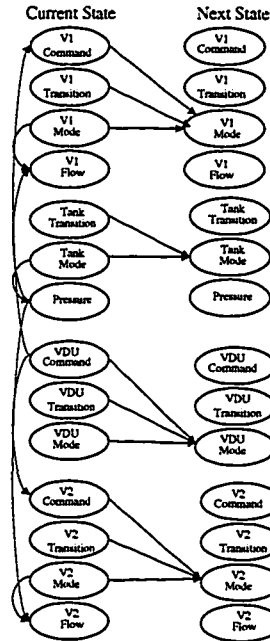 Current State
Next State
V1
Command
V1
Transition
V1
Mode
V1
Flow
Tank
Transition
Tank
Mode
Pressure
VDU
Command
VDU
Transition
VDU
Mode
V2
Command
V2
Transition
V2
Mode
V2
Flow
V1
Command
V1
Transition
V1
Mode
V1
Flow
Tank
Transition
Tank
Mode
Pressure
VDU
Command
VDU
Transition
VDU
Mode
V2
Command
V2
Transition
V2
Mode
V2
Flow